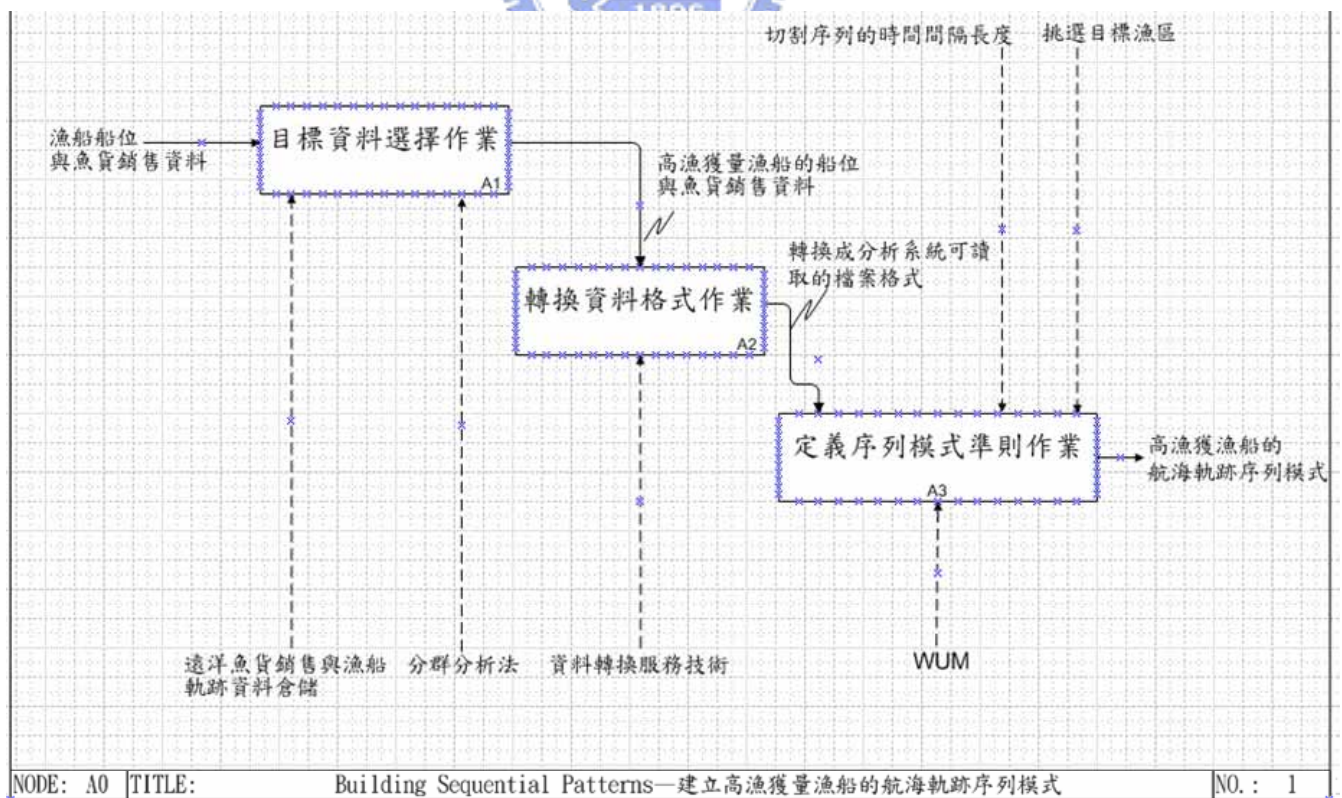 1896
切割序列的時間間隔長度
挑選目標漁區
漁船船位
與魚貨銷售資料
目標資料選擇作業
A1
高漁獲量漁船的船位
與魚貨銷售資料
轉換成分析系統可讀
取的檔案格式
轉換資料格式作業
A2
定義序列模式準則作業
A3
高漁獲漁船的
航海軌跡序列模式
遠洋魚貨銷售與漁船
軌跡資料倉儲
分群分析法
資料轉換服務技術
WUM
NODE: A0 TITLE: Building Sequential Patterns—建立高漁獲量漁船的航海軌跡序列模式 NO.: 1